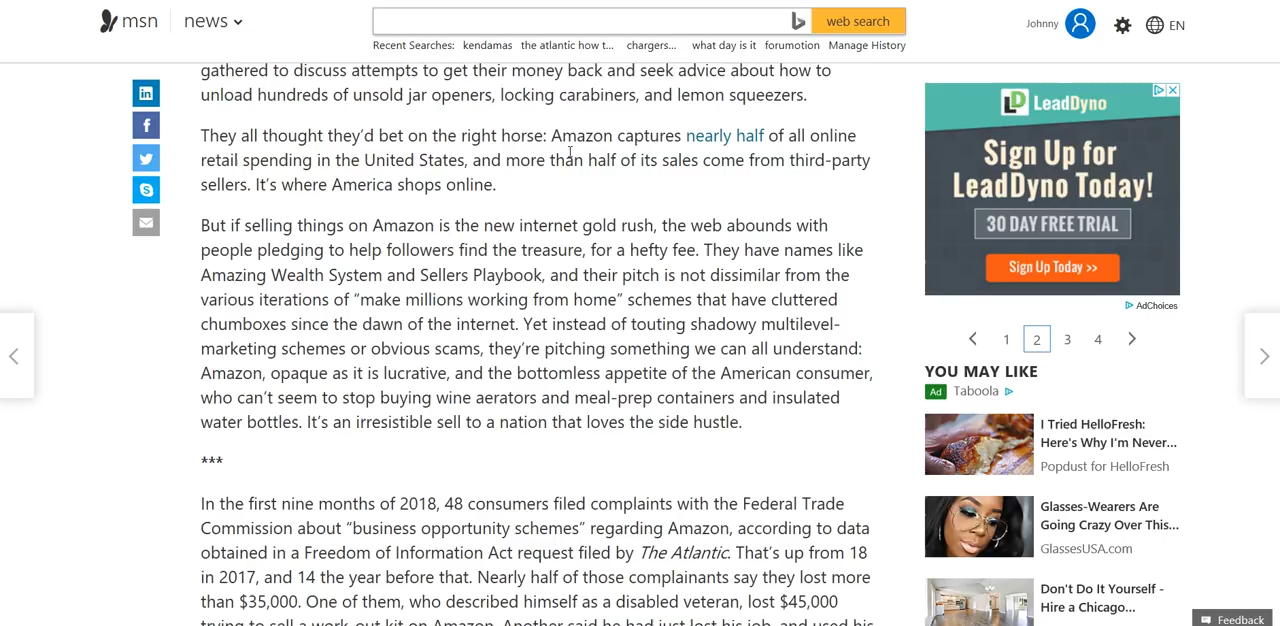 msn
news
web search
Johnny
EN
Recent Searches: kendamas the atlantic how t... chargers... what day is it forumotion Manage History
gathered to discuss attempts to get their money back and seek advice about how to
unload hundreds of unsold jar openers, locking carabiners, and lemon squeezers.
They all thought they’d bet on the right horse: Amazon captures nearly half of all online
retail spending in the United States, and more than half of its sales come from third-party
sellers. It’s where America shops online.
But if selling things on Amazon is the new internet gold rush, the web abounds with
people pledging to help followers find the treasure, for a hefty fee. They have names like
Amazing Wealth System and Sellers Playbook, and their pitch is not dissimilar from the
various iterations of “make millions working from home” schemes that have cluttered
chumboxes since the dawn of the internet. Yet instead of touting shadowy multilevel-
marketing schemes or obvious scams, they’re pitching something we can all understand:
Amazon, opaque as it is lucrative, and the bottomless appetite of the American consumer,
who can’t seem to stop buying wine aerators and meal-prep containers and insulated
water bottles. It’s an irresistible sell to a nation that loves the side hustle.
***
In the first nine months of 2018, 48 consumers filed complaints with the Federal Trade
Commission about “business opportunity schemes” regarding Amazon, according to data
obtained in a Freedom of Information Act request filed by The Atlantic. That’s up from 18
in 2017, and 14 the year before that. Nearly half of those complainants say they lost more
than $35,000. One of them, who described himself as a disabled veteran, lost $45,000
trying to sell a work-out kit on Amazon. Another said he had just lost his job, and used his
LeadDyno
Sign Up for
LeadDyno Today!
30 DAY FREE TRIAL
Sign Up Today >>
AdChoices
1 2 3 4
YOU MAY LIKE
Ad Taboola
I Tried HelloFresh:
Here's Why I'm Never...
Popdust for HelloFresh
Glasses-Wearers Are
Going Crazy Over This...
GlassesUSA.com
Don't Do It Yourself -
Hire a Chicago...
Feedback